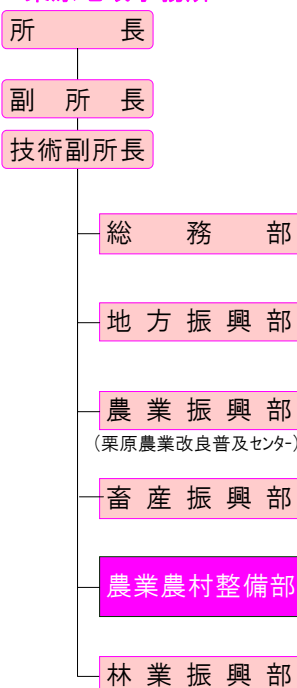 所長
副所長
技術副所長
総務部
地方振興部
農業振興部
(栗原農業改良普及センター)
畜産振興部
農業農村整備部
林業振興部